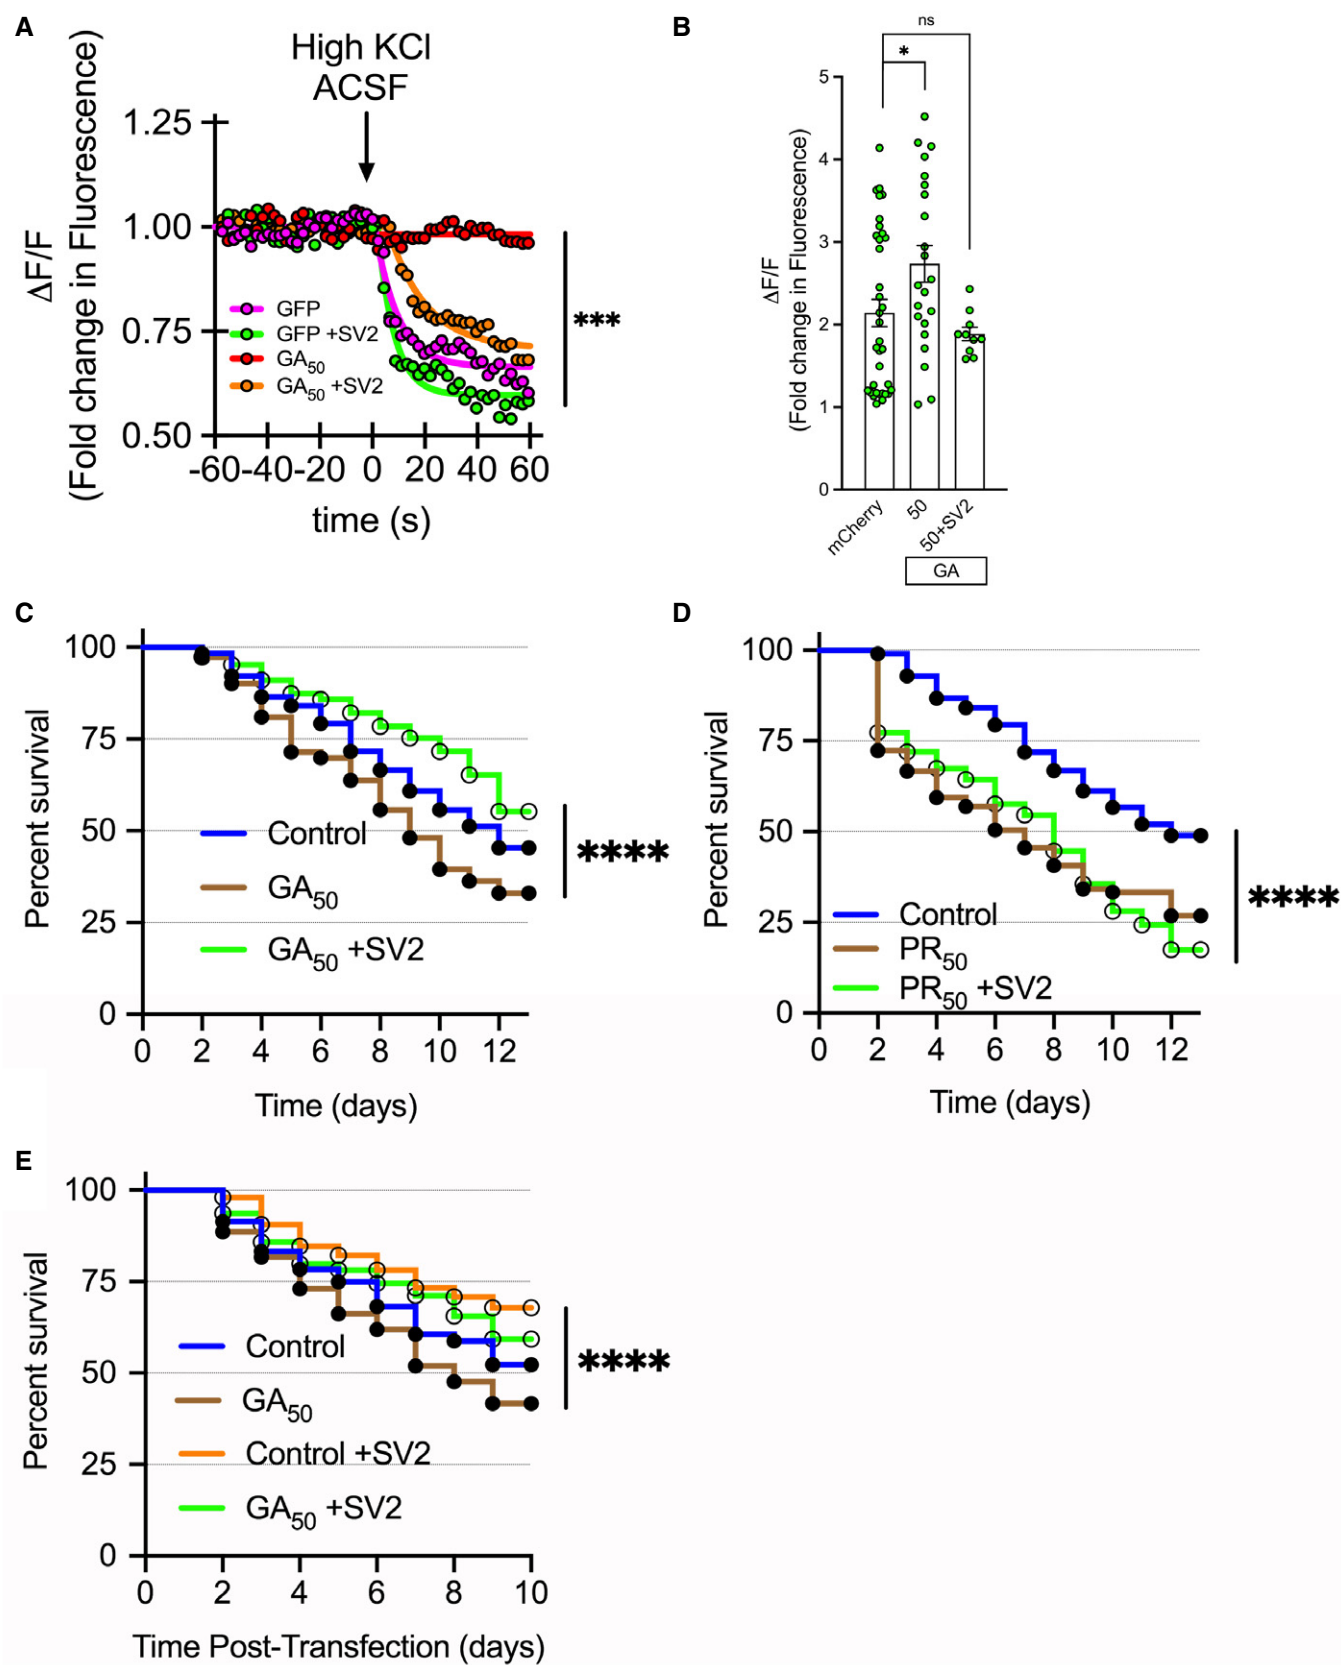 A
High KCl
ACSF
ΔF/F
(Fold change in Fluorescence)
1.25
1.00
0.75
0.50
GFP
GFP +SV2
GA50
GA50 +SV2
***
-60 -40 -20 0 20 40 60
time (s)
B
ns
*
ΔF/F
(Fold change in Fluorescence)
5
4
3
2
1
0
mCherry
50
50+SV2
GA
C
Percent survival
100
75
50
25
0
Control
GA50
GA50 +SV2
****
0 2 4 6 8 10 12
Time (days)
D
Percent survival
100
75
50
25
0
Control
PR50
PR50 +SV2
****
0 2 4 6 8 10 12
Time (days)
E
Percent survival
100
75
50
25
0
Control
GA50
Control +SV2
GA50 +SV2
****
0 2 4 6 8 10
Time Post-Transfection (days)